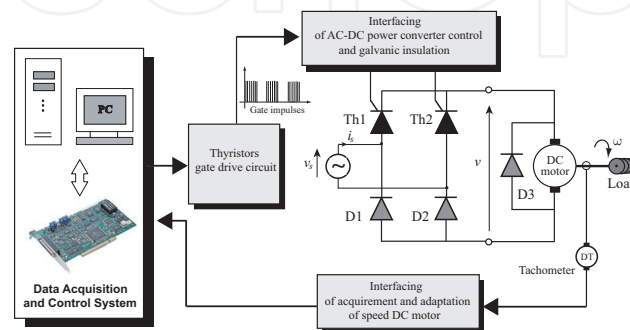 Interfacing
of AC-DC power converter control
and galvanic insulation
PC
Gate impulses
Th1
Th2
Thyristors
gate drive circuit
i_s
v_s
v
D3
DC
motor
ω
Loa
D1
D2
DT
Tachometer
Data Acquisition
and Control System
Interfacing
of acquirement and adaptation
of speed DC motor